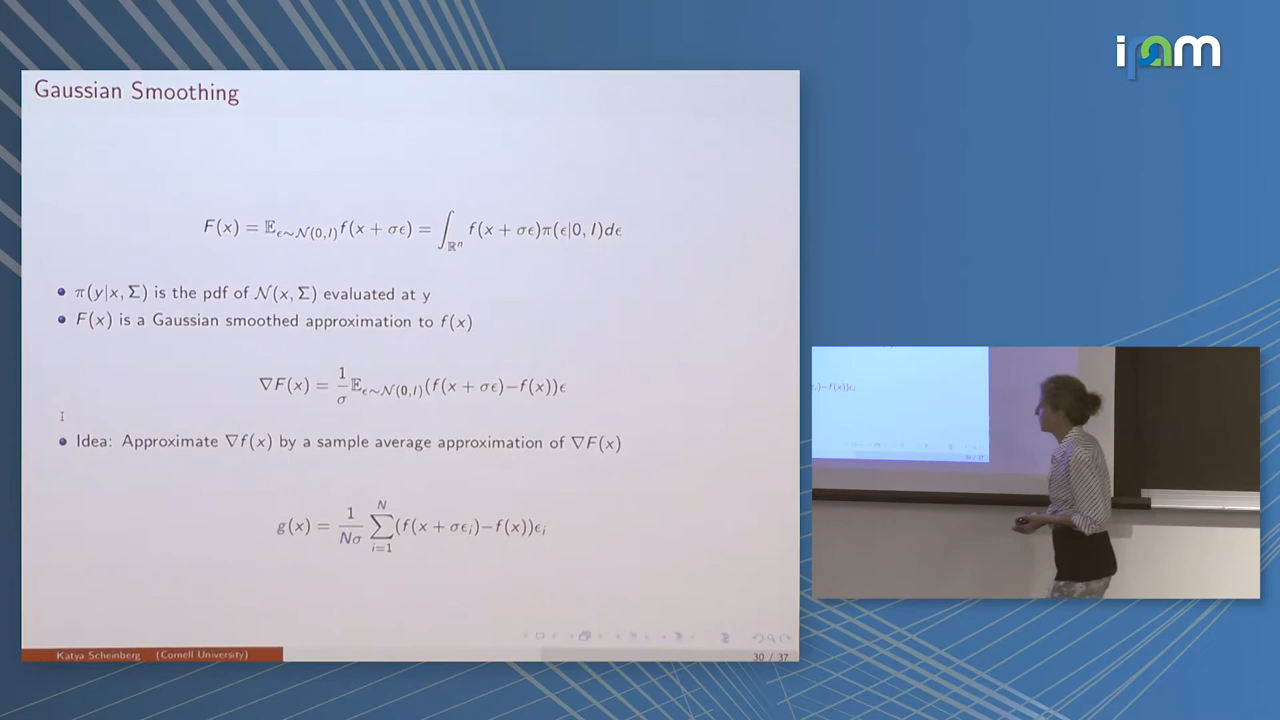 ipam
Gaussian Smoothing
F(x) = 𝔼_{ϵ∼𝒩(0,I)} f(x + σϵ) = ∫_{ℝⁿ} f(x + σϵ)π(ϵ|0, I)dϵ
π(y|x, Σ) is the pdf of 𝒩(x, Σ) evaluated at y
F(x) is a Gaussian smoothed approximation to f(x)
∇F(x) = 1/σ 𝔼_{ϵ∼𝒩(0,I)}(f(x + σϵ)−f(x))ϵ
Idea: Approximate ∇f(x) by a sample average approximation of ∇F(x)
g(x) = 1/(Nσ) ∑_{i=1}^{N} (f(x + σϵᵢ)−f(x))ϵᵢ
Katya Scheinberg (Cornell University)
30 / 37